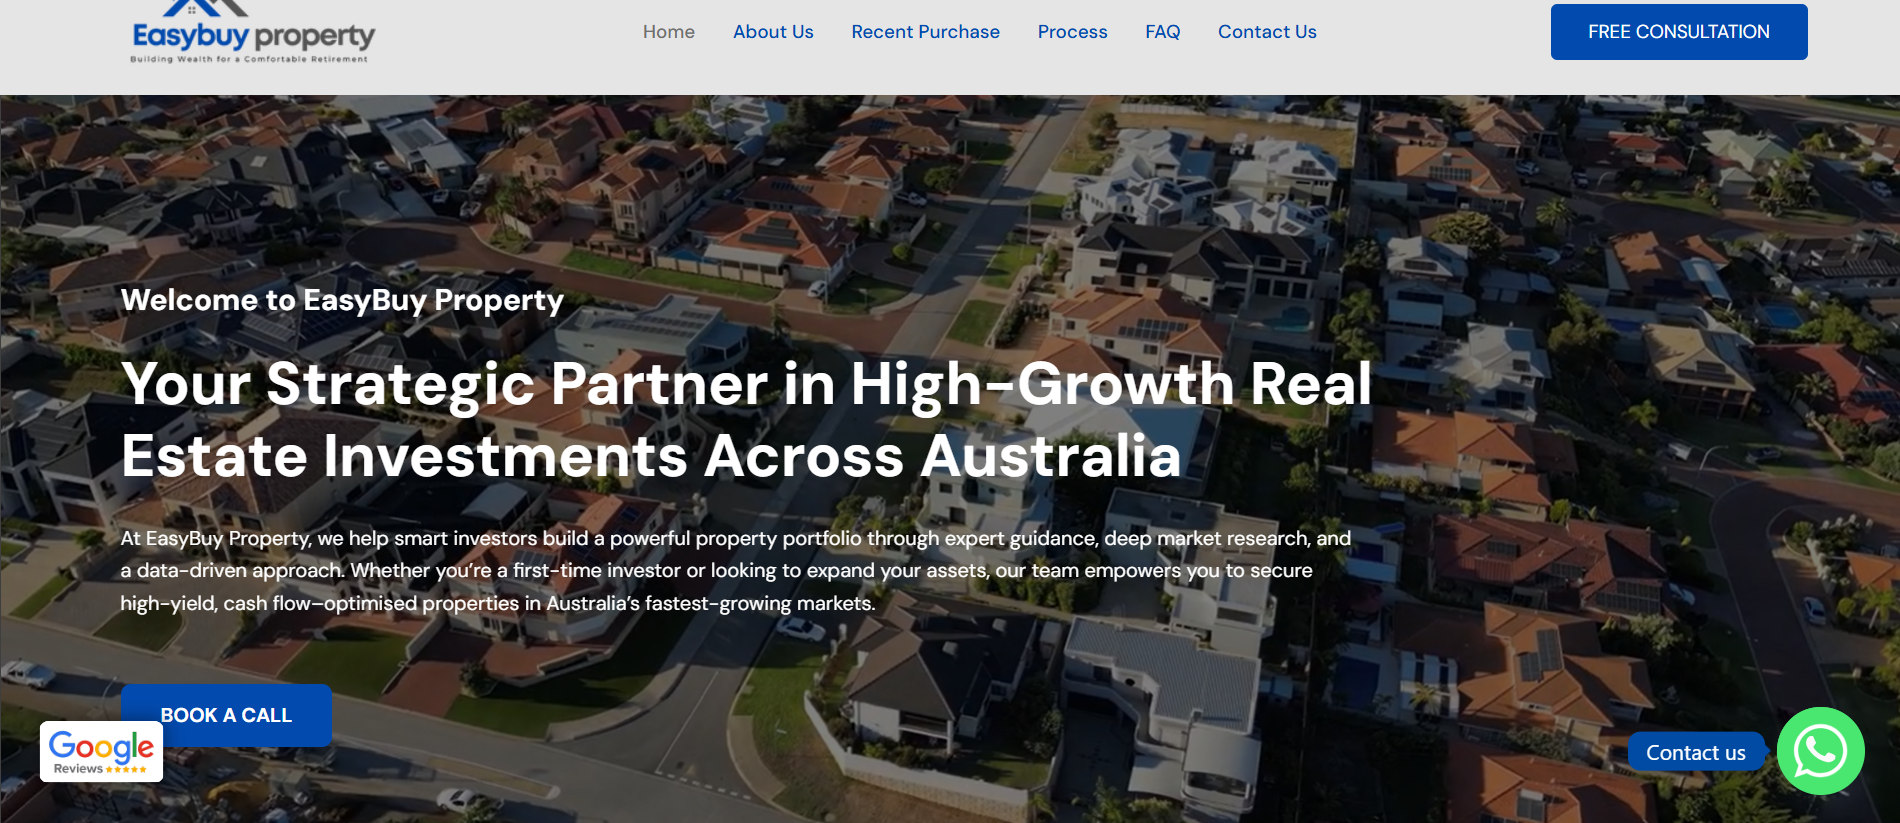 Easybuy property
Building Wealth for a Comfortable Retirement
Home
About Us
Recent Purchase
Process
FAQ
Contact Us
FREE CONSULTATION
Welcome to EasyBuy Property
Your Strategic Partner in High-Growth Real
Estate Investments Across Australia
At EasyBuy Property, we help smart investors build a powerful property portfolio through expert guidance, deep market research, and
a data-driven approach. Whether you’re a first-time investor or looking to expand your assets, our team empowers you to secure
high-yield, cash flow–optimised properties in Australia’s fastest-growing markets.
BOOK A CALL
Google
Reviews ★★★★★
Contact us